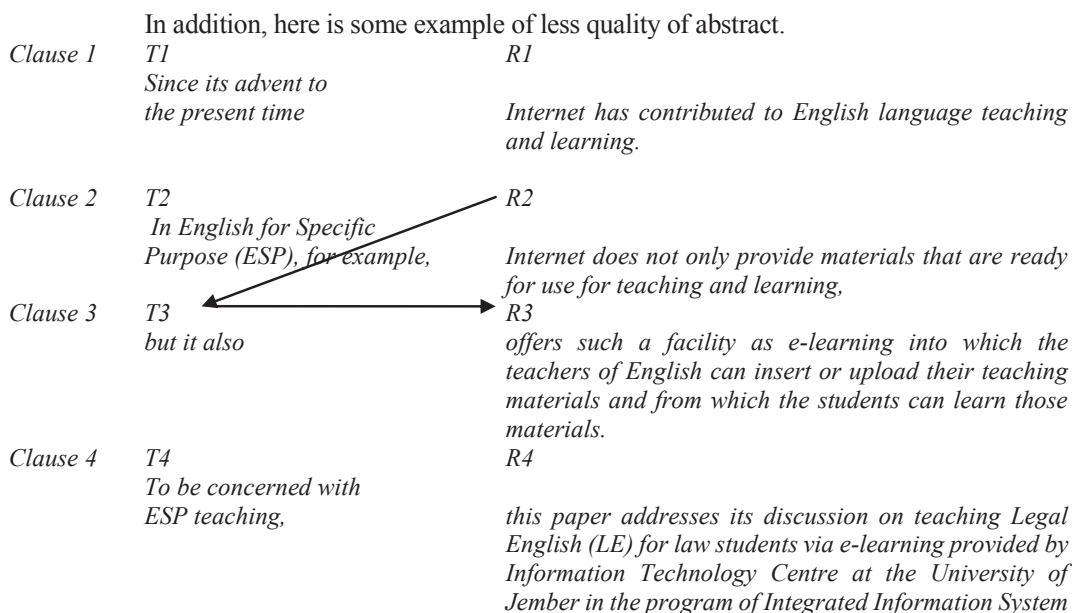 In addition, here is some example of less quality of abstract.
Clause 1 T1 R1
Since its advent to
the present time Internet has contributed to English language teaching
and learning.
Clause 2 T2 R2
In English for Specific
Purpose (ESP), for example, Internet does not only provide materials that are ready
for use for teaching and learning,
Clause 3 T3 R3
but it also offers such a facility as e-learning into which the
teachers of English can insert or upload their teaching
materials and from which the students can learn those
materials.
Clause 4 T4 R4
To be concerned with
ESP teaching, this paper addresses its discussion on teaching Legal
English (LE) for law students via e-learning provided by
Information Technology Centre at the University of
Jember in the program of Integrated Information System